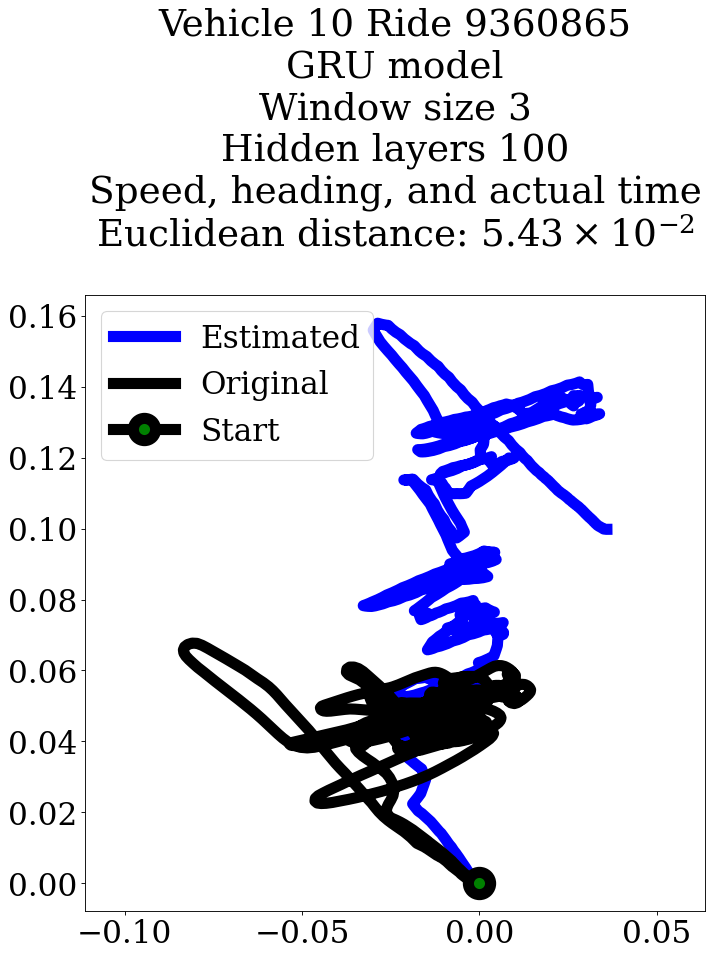 Vehicle 10 Ride 9360865
GRU model
Window size 3
Hidden layers 100
Speed, heading, and actual time
Euclidean distance: 5.43 × 10⁻²
0.16
0.14
0.12
0.10
0.08
0.06
0.04
0.02
0.00
Estimated
Original
Start
−0.10 −0.05 0.00 0.05